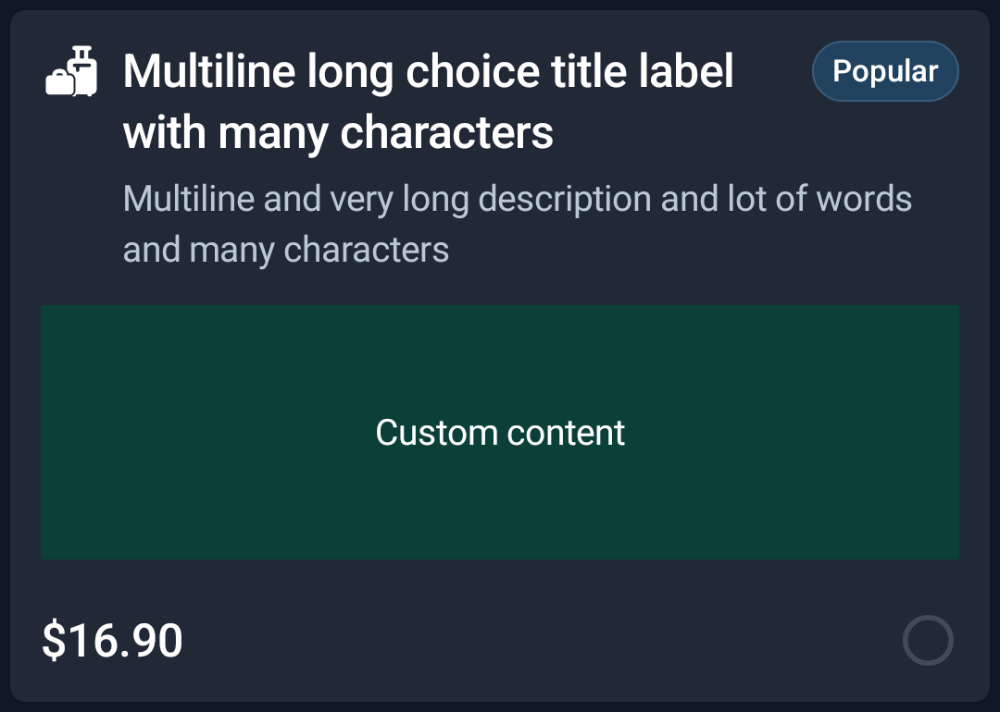 Multiline long choice title label
with many characters
Popular
Multiline and very long description and lot of words
and many characters
Custom content
$16.90